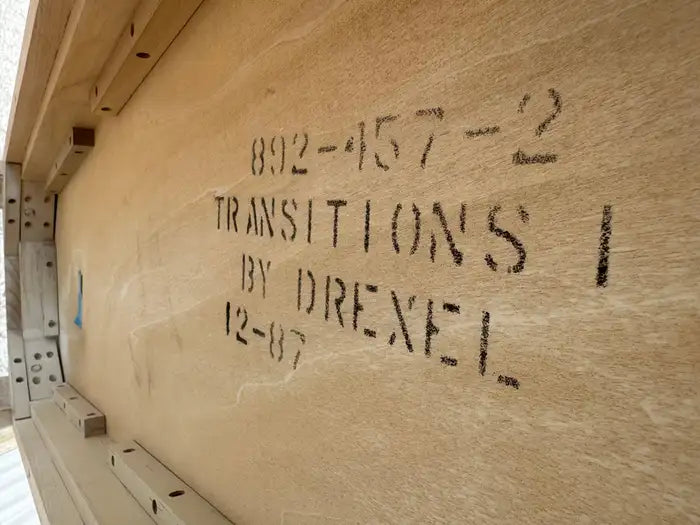 892-457-2
TRANSITIONS I
BY DREXEL
12-87